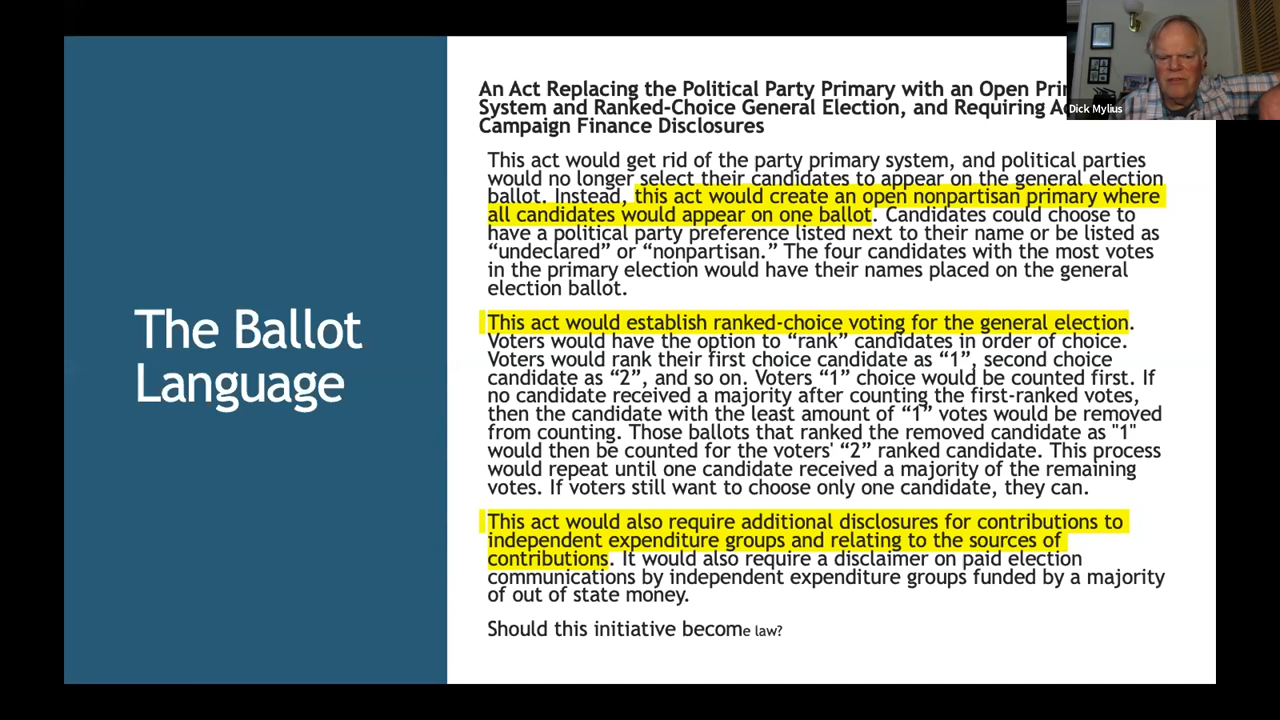 The Ballot
Language
An Act Replacing the Political Party Primary with an Open Pri
System and Ranked-Choice General Election, and Requiring A
Campaign Finance Disclosures
This act would get rid of the party primary system, and political parties
would no longer select their candidates to appear on the general election
ballot. Instead, this act would create an open nonpartisan primary where
all candidates would appear on one ballot. Candidates could choose to
have a political party preference listed next to their name or be listed as
“undeclared” or “nonpartisan.” The four candidates with the most votes
in the primary election would have their names placed on the general
election ballot.
This act would establish ranked-choice voting for the general election.
Voters would have the option to “rank” candidates in order of choice.
Voters would rank their first choice candidate as “1”, second choice
candidate as “2”, and so on. Voters “1” choice would be counted first. If
no candidate received a majority after counting the first-ranked votes,
then the candidate with the least amount of “1” votes would be removed
from counting. Those ballots that ranked the removed candidate as "1"
would then be counted for the voters' “2” ranked candidate. This process
would repeat until one candidate received a majority of the remaining
votes. If voters still want to choose only one candidate, they can.
This act would also require additional disclosures for contributions to
independent expenditure groups and relating to the sources of
contributions. It would also require a disclaimer on paid election
communications by independent expenditure groups funded by a majority
of out of state money.
Should this initiative become law?
Dick Mylius